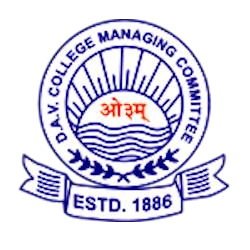 D.A.V. COLLEGE MANAGING COMMITTEE
ओ३म्
ESTD. 1886